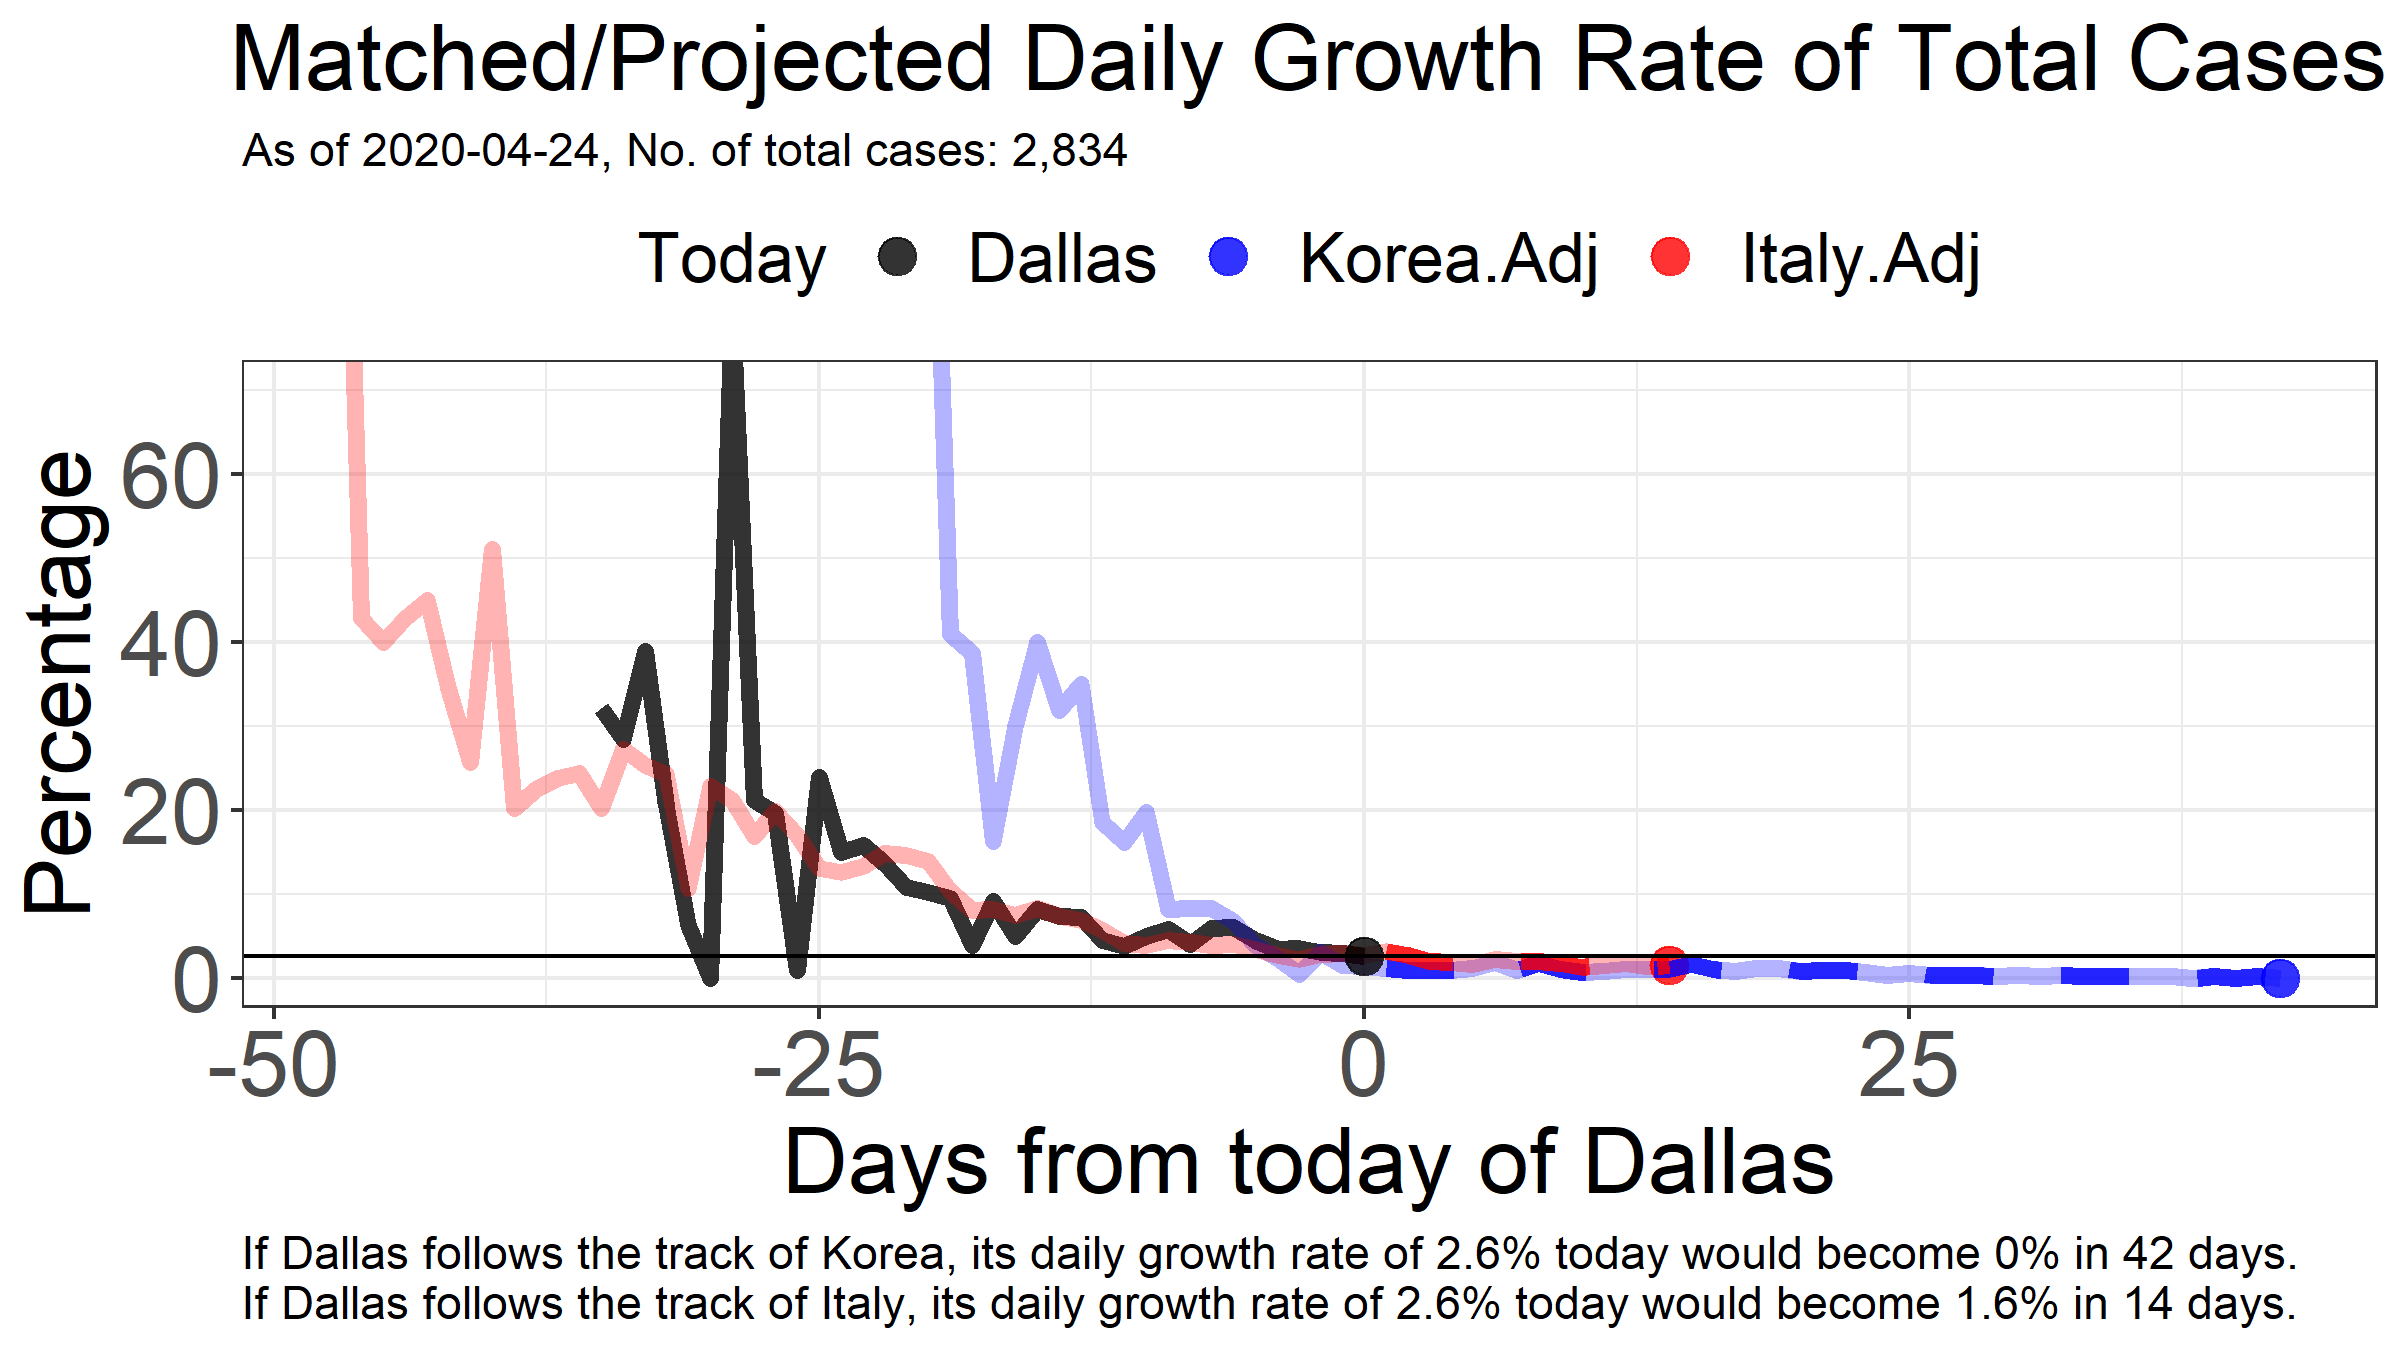 Matched/Projected Daily Growth Rate of Total Cases
As of 2020-04-24, No. of total cases: 2,834
Today Dallas Korea.Adj Italy.Adj
Percentage
60
40
20
0
-50 -25 0 25
Days from today of Dallas
If Dallas follows the track of Korea, its daily growth rate of 2.6% today would become 0% in 42 days.
If Dallas follows the track of Italy, its daily growth rate of 2.6% today would become 1.6% in 14 days.